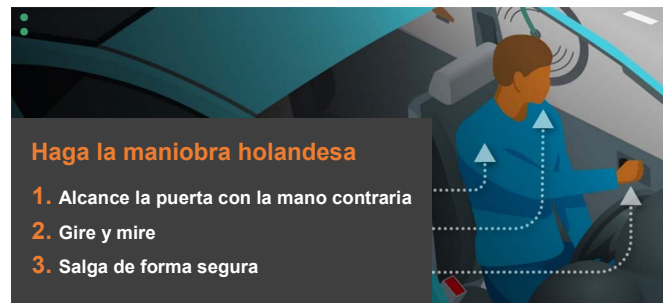 Haga la maniobra holandesa
1. Alcance la puerta con la mano contraria
2. Gire y mire
3. Salga de forma segura